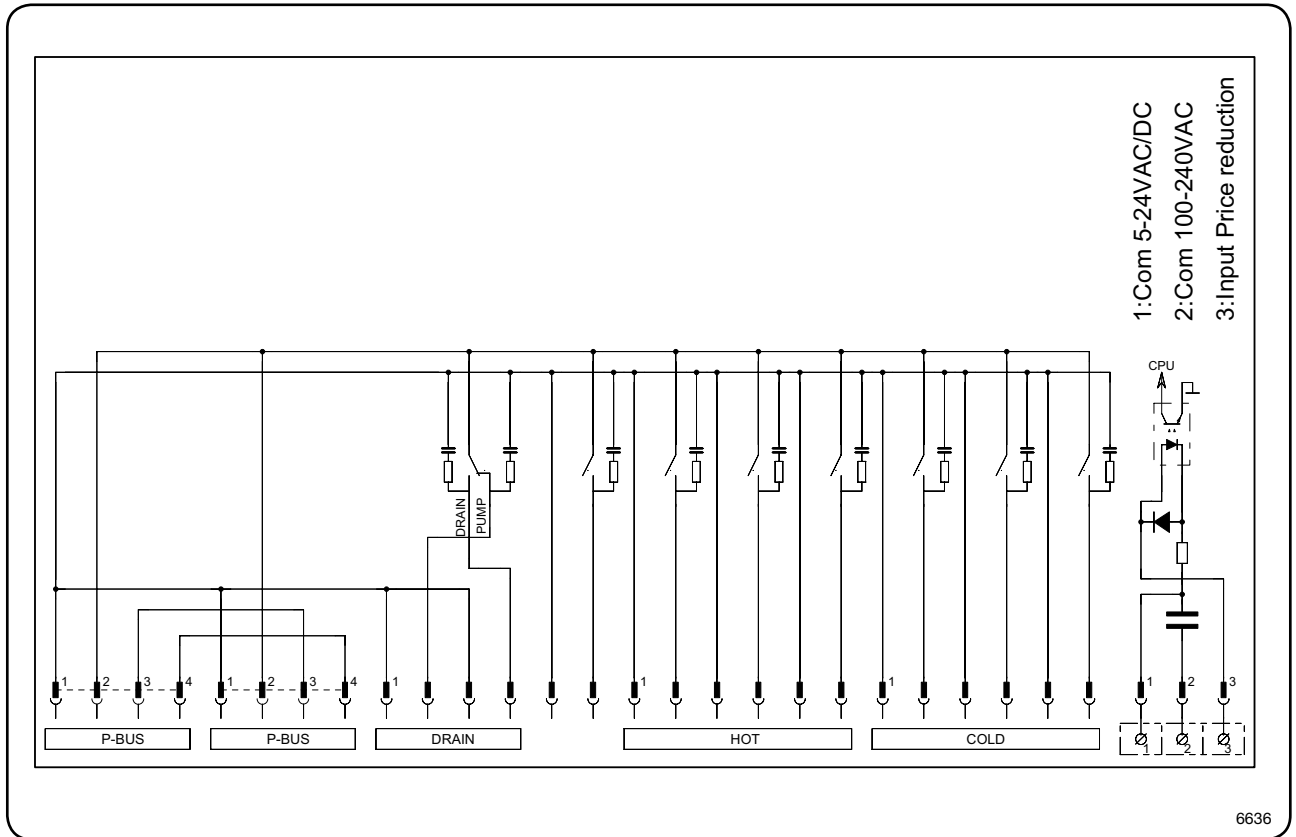 1:Com 5-24VAC/DC
2:Com 100-240VAC
3:Input Price reduction
CPU
DRAIN
PUMP
1 2 3 4 1 2 3 4 1 1 1 1 2 3
P-BUS P-BUS DRAIN HOT COLD 1 2 3
6636